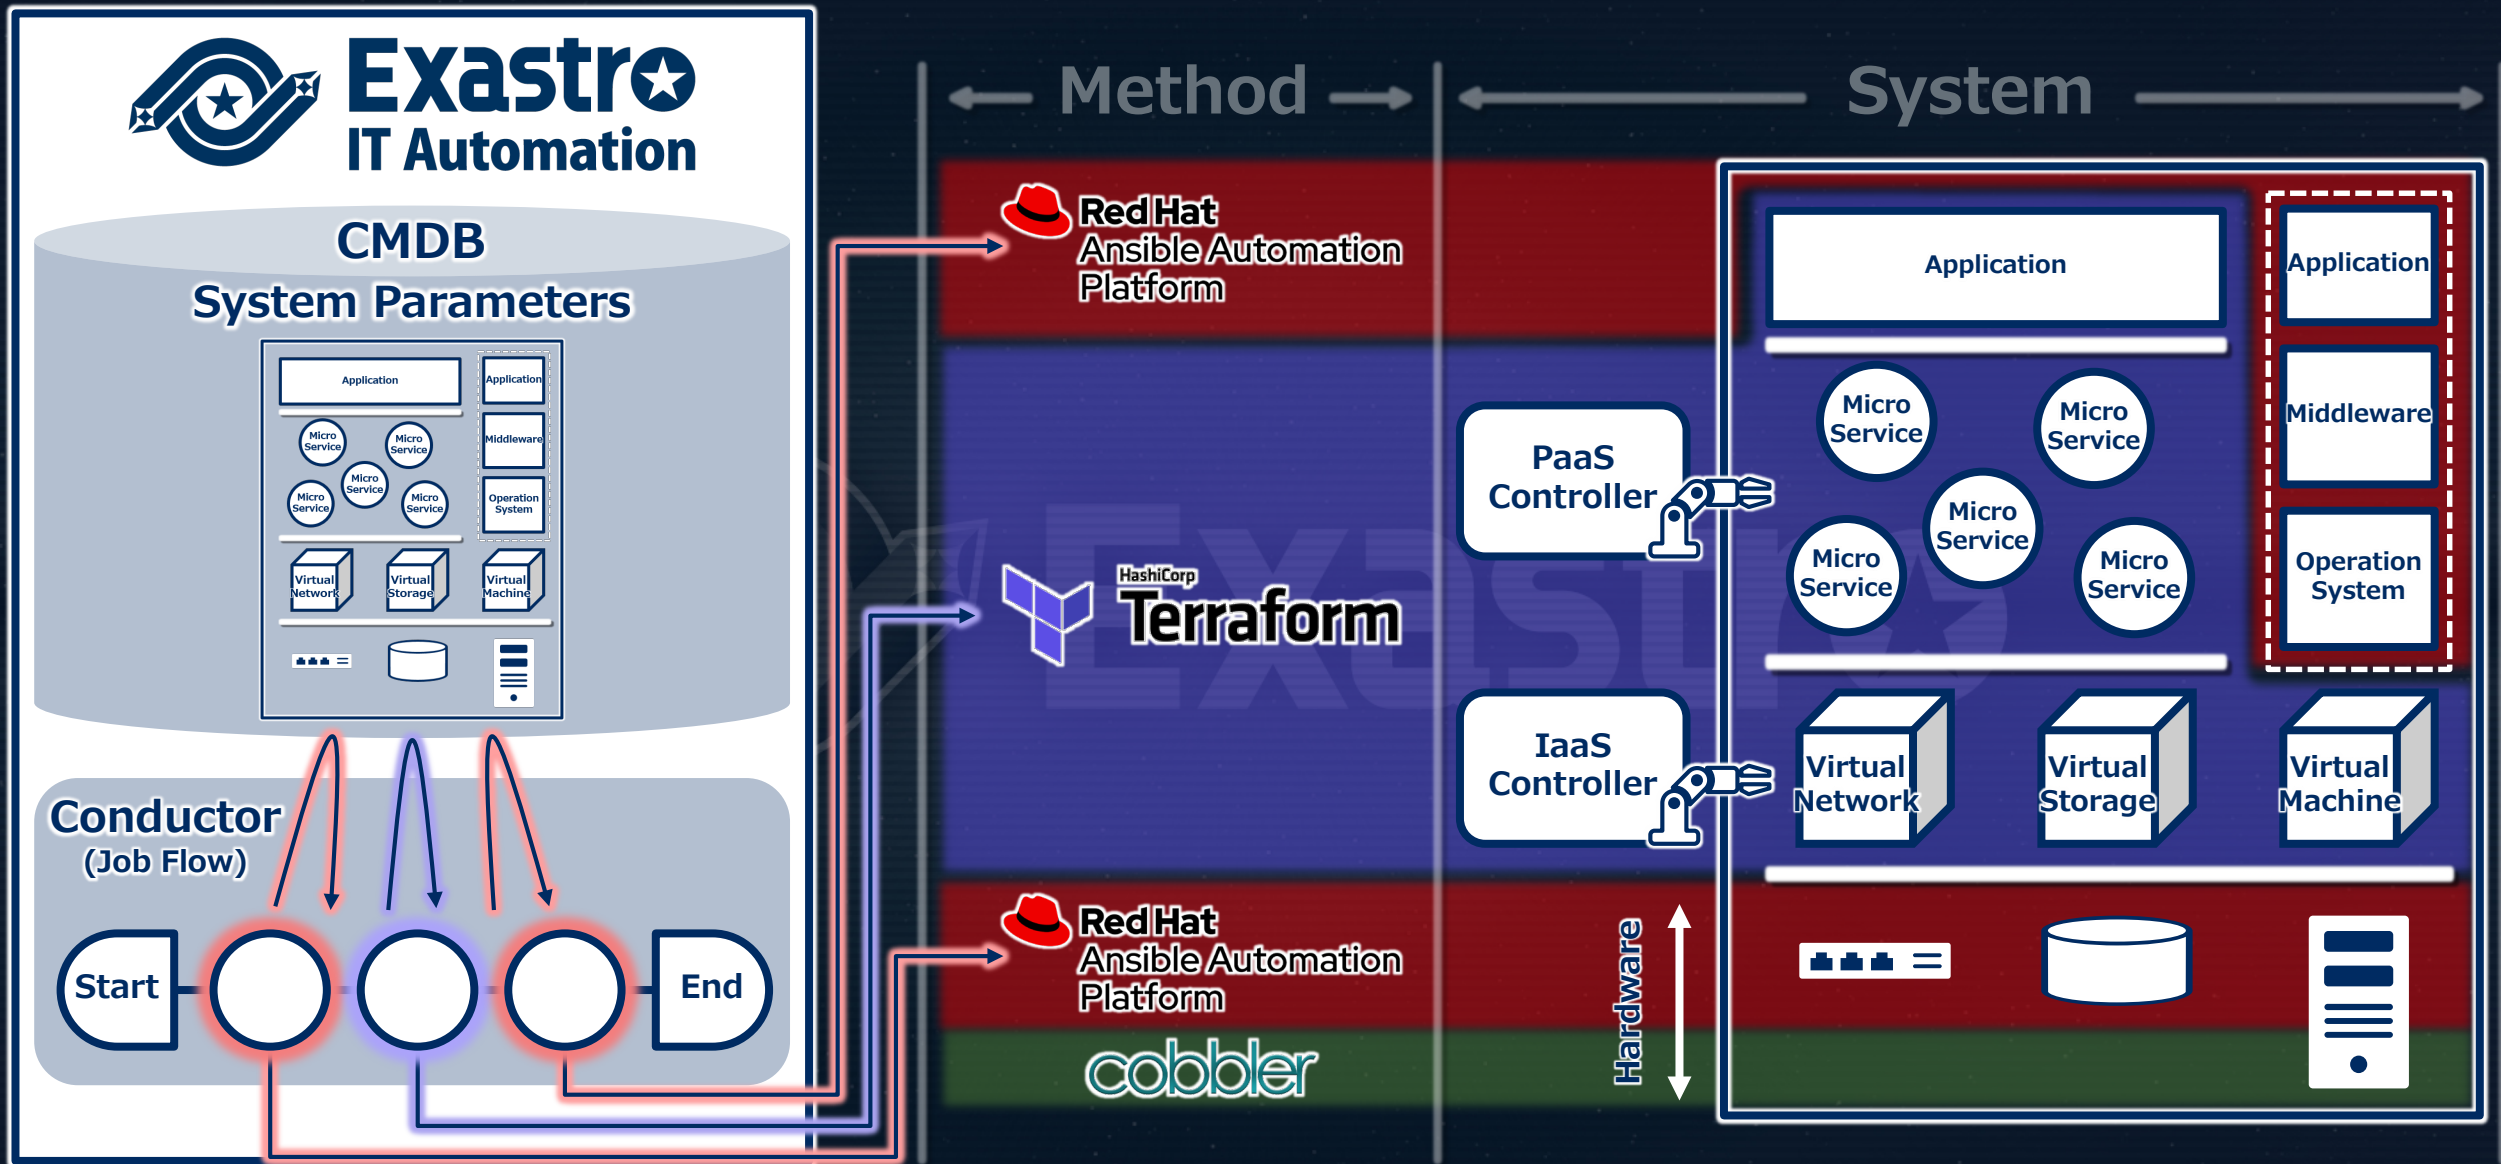 Exastro
IT Automation
CMDB
System Parameters
Application
Application
Micro
Service
Micro
Service
Middleware
Micro
Service
Micro
Service
Micro
Service
Operation
System
Virtual
Network
Virtual
Storage
Virtual
Machine
Conductor
(Job Flow)
Start
End
Method
System
Red Hat
Ansible Automation
Platform
HashiCorp
Terraform
Red Hat
Ansible Automation
Platform
cobbler
Exastro
PaaS
Controller
IaaS
Controller
Hardware
Application
Application
Micro
Service
Micro
Service
Middleware
Micro
Service
Micro
Service
Micro
Service
Operation
System
Virtual
Network
Virtual
Storage
Virtual
Machine